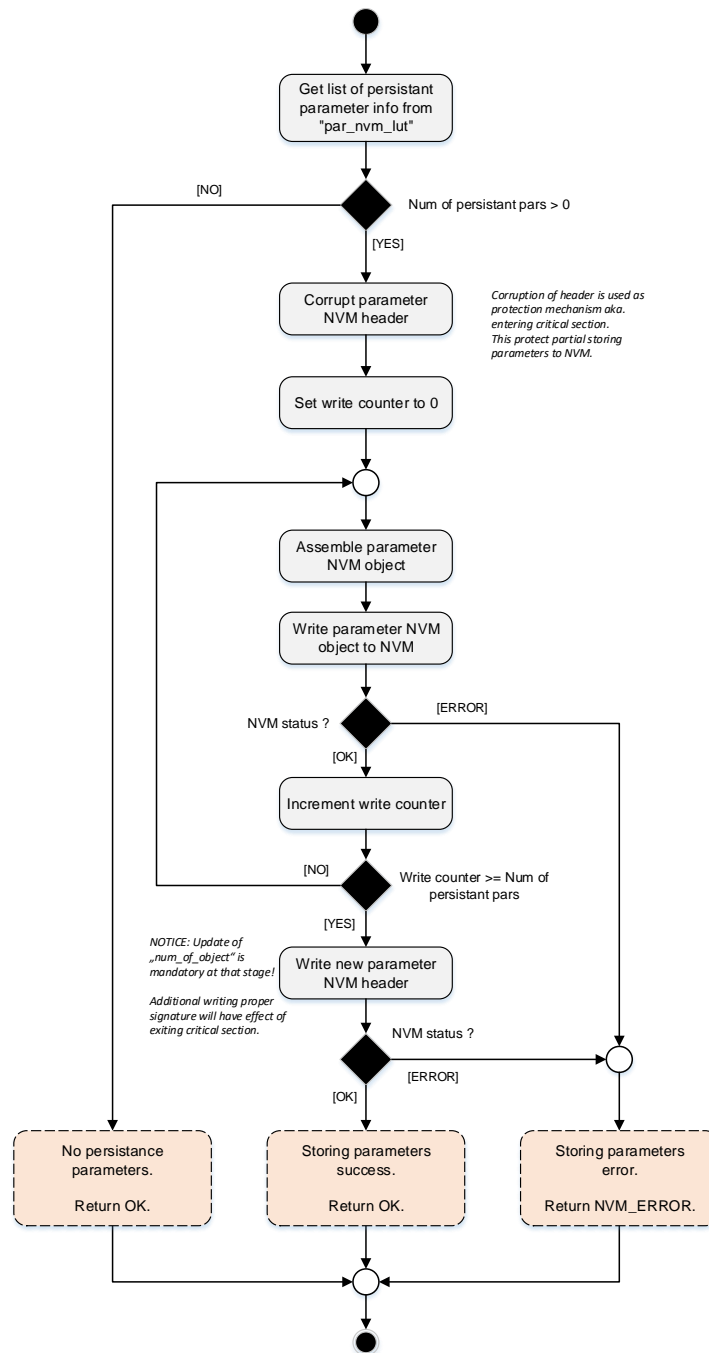 Get list of persistant
parameter info from
"par_nvm_lut"
[NO]
Num of persistant pars > 0
[YES]
Corrupt parameter
NVM header
Corruption of header is used as
protection mechanism aka.
entering critical section.
This protect partial storing
parameters to NVM.
Set write counter to 0
Assemble parameter
NVM object
Write parameter NVM
object to NVM
NVM status ?
[ERROR]
[OK]
Increment write counter
[NO]
Write counter >= Num of
persistant pars
[YES]
NOTICE: Update of
„num_of_object“ is
mandatory at that stage!
Additional writing proper
signature will have effect of
exiting critical section.
Write new parameter
NVM header
NVM status ?
[ERROR]
[OK]
No persistance
parameters.
Return OK.
Storing parameters
success.
Return OK.
Storing parameters
error.
Return NVM_ERROR.